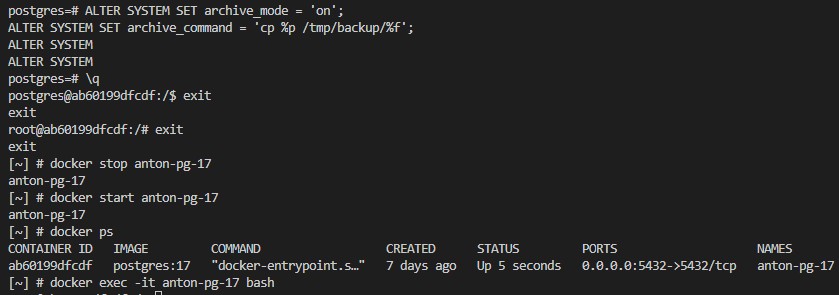 postgres=# ALTER SYSTEM SET archive_mode = 'on';
ALTER SYSTEM SET archive_command = 'cp %p /tmp/backup/%f';
ALTER SYSTEM
ALTER SYSTEM
postgres=# \q
postgres@ab60199dfcdf:/$ exit
exit
root@ab60199dfcdf:/# exit
exit
[~] # docker stop anton-pg-17
anton-pg-17
[~] # docker start anton-pg-17
anton-pg-17
[~] # docker ps
CONTAINER ID   IMAGE         COMMAND                  CREATED      STATUS         PORTS                    NAMES
ab60199dfcdf   postgres:17   "docker-entrypoint.s…"   7 days ago   Up 5 seconds   0.0.0.0:5432->5432/tcp   anton-pg-17
[~] # docker exec -it anton-pg-17 bash